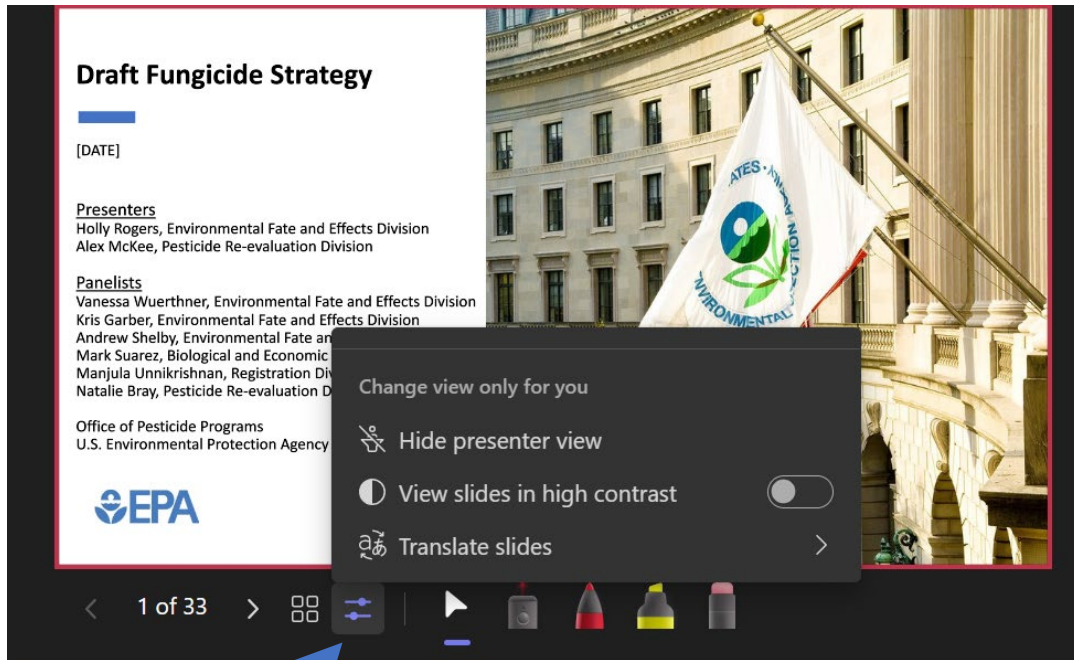 Draft Fungicide Strategy
[DATE]
Presenters
Holly Rogers, Environmental Fate and Effects Division
Alex McKee, Pesticide Re-evaluation Division
Panelists
Vanessa Wuerthner, Environmental Fate and Effects Division
Kris Garber, Environmental Fate and Effects Division
Andrew Shelby, Environmental Fate an
Mark Suarez, Biological and Economic
Manjula Unnikrishnan, Registration Div
Natalie Bray, Pesticide Re-evaluation D
Office of Pesticide Programs
U.S. Environmental Protection Agency
EPA
ATES
ENVIRONMENTAL
ECTION AGEN
Change view only for you
Hide presenter view
View slides in high contrast
Translate slides
1 of 33